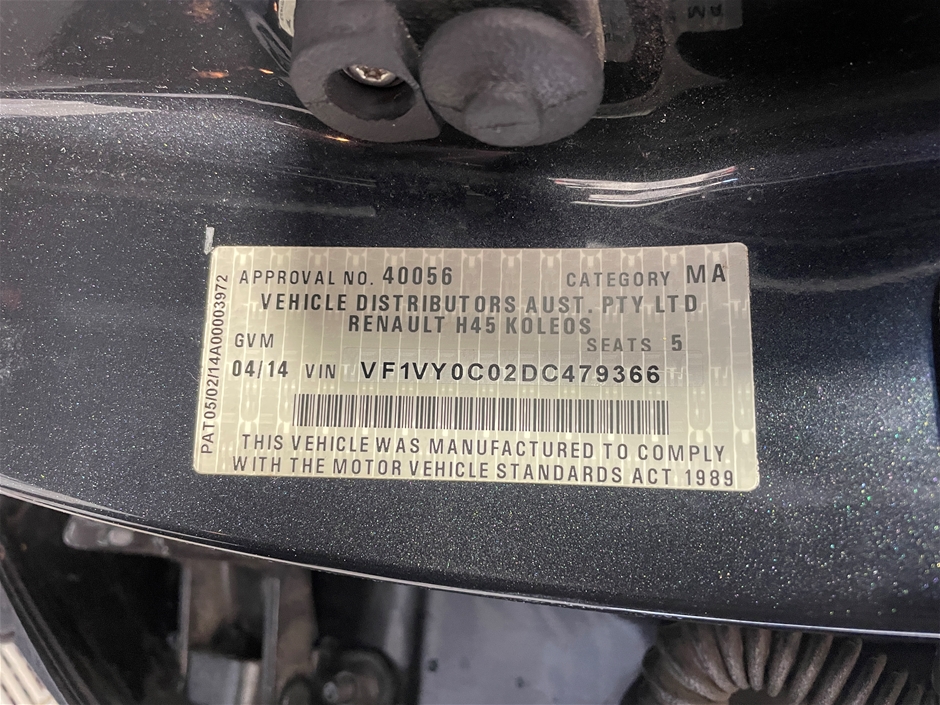 APPROVAL NO. 40056 CATEGORY MA
VEHICLE DISTRIBUTORS AUST. PTY LTD
RENAULT H45 KOLEOS
GVM SEATS 5
04/14 VIN VF1VY0C02DC479366
THIS VEHICLE WAS MANUFACTURED TO COMPLY
WITH THE MOTOR VEHICLE STANDARDS ACT 1989
PAT05/02/14A00003972